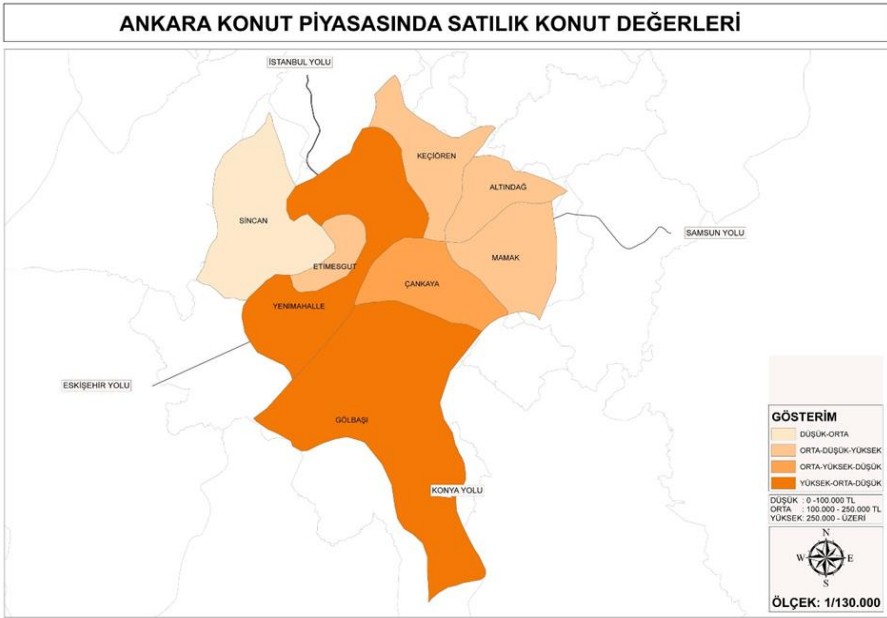 ANKARA KONUT PİYASASINDA SATILIK KONUT DEĞERLERİ
İSTANBUL YOLU
KEÇİÖREN
ALTINDAĞ
SİNCAN
SAMSUN YOLU
MAMAK
ETİMESGUT
ÇANKAYA
YENİMAHALLE
ESKİŞEHİR YOLU
GÖLBAŞI
KONYA YOLU
GÖSTERİM
DÜŞÜK-ORTA
ORTA-DÜŞÜK-YÜKSEK
ORTA-YÜKSEK-DÜŞÜK
YÜKSEK-ORTA-DÜŞÜK
DÜŞÜK : 0 -100.000 TL
ORTA : 100.000 - 250.000 TL
YÜKSEK: 250.000 - ÜZERİ
N
W E
S
ÖLÇEK: 1/130.000